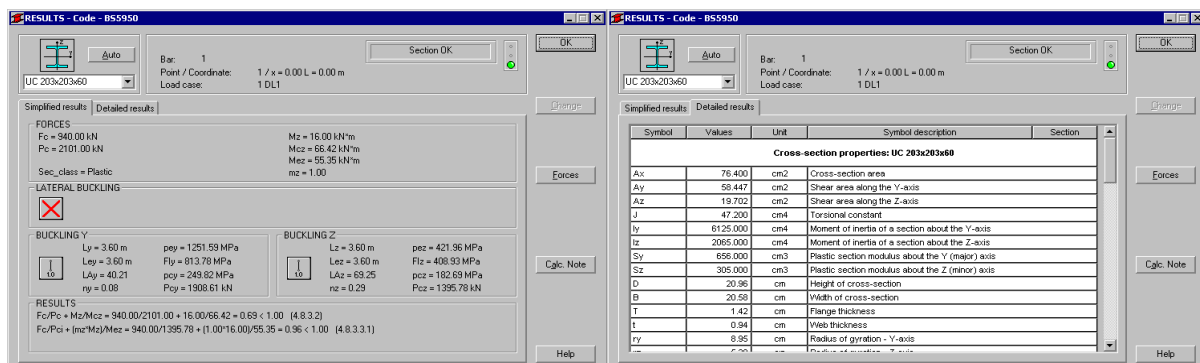 RESULTS - Code - BS5950
Auto
UC 203x203x60
Bar: 1
Point / Coordinate: 1 / x = 0.00 L = 0.00 m
Load case: 1 DL1
Section OK
OK
Simplified results
Detailed results
Change
FORCES
Fc = 940.00 kN
Mz = 16.00 kN*m
Pc = 2101.00 kN
Mcz = 66.42 kN*m
Mez = 55.35 kN*m
Sec_class = Plastic
mz = 1.00
Forces
LATERAL BUCKLING
BUCKLING Y
Ly = 3.60 m
pey = 1251.59 MPa
Ley = 3.60 m
Fly = 813.78 MPa
LAy = 40.21
pcy = 249.82 MPa
ny = 0.08
Pcy = 1908.61 kN
1.0
BUCKLING Z
Lz = 3.60 m
pez = 421.96 MPa
Lez = 3.60 m
Flz = 408.93 MPa
LAz = 69.25
pcz = 182.69 MPa
nz = 0.29
Pcz = 1395.78 kN
1.0
Calc. Note
RESULTS
Fc/Pc + Mz/Mcz = 940.00/2101.00 + 16.00/66.42 = 0.69 < 1.00 (4.8.3.2)
Fc/Pci + (mz*Mz)/Mez = 940.00/1395.78 + (1.00*16.00)/55.35 = 0.96 < 1.00 (4.8.3.3.1)
Help
RESULTS - Code - BS5950
Auto
UC 203x203x60
Bar: 1
Point / Coordinate: 1 / x = 0.00 L = 0.00 m
Load case: 1 DL1
Section OK
OK
Simplified results
Detailed results
Change
Symbol Values Unit Symbol description Section
Cross-section properties: UC 203x203x60
Ax 76.400 cm2 Cross-section area
Ay 58.447 cm2 Shear area along the Y-axis
Az 19.702 cm2 Shear area along the Z-axis
J 47.200 cm4 Torsional constant
Iy 6125.000 cm4 Moment of inertia of a section about the Y-axis
Iz 2065.000 cm4 Moment of inertia of a section about the Z-axis
Sy 656.000 cm3 Plastic section modulus about the Y (major) axis
Sz 305.000 cm3 Plastic section modulus about the Z (minor) axis
D 20.96 cm Height of cross-section
B 20.58 cm Width of cross-section
T 1.42 cm Flange thickness
t 0.94 cm Web thickness
ry 8.95 cm Radius of gyration - Y-axis
Forces
Calc. Note
Help